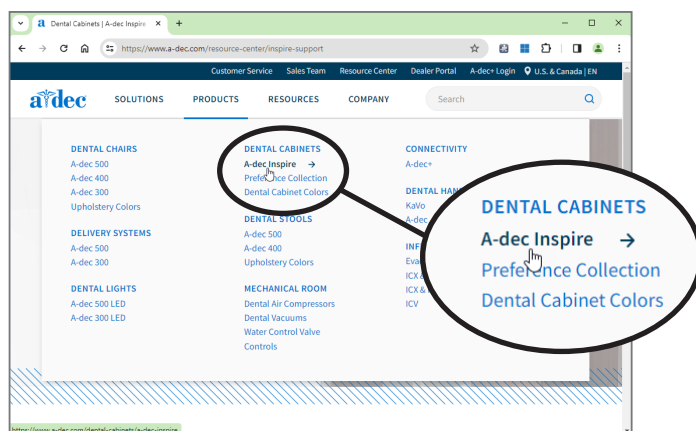 a Dental Cabinets | A-dec Inspire
https://www.a-dec.com/resource-center/inspire-support
Customer Service Sales Team Resource Center Dealer Portal A-dec+ Login U.S. & Canada | EN
a dec SOLUTIONS PRODUCTS RESOURCES COMPANY Search
DENTAL CHAIRS
A-dec 500
A-dec 400
A-dec 300
Upholstery Colors
DELIVERY SYSTEMS
A-dec 500
A-dec 300
DENTAL LIGHTS
A-dec 500 LED
A-dec 300 LED
DENTAL CABINETS
A-dec Inspire →
Preference Collection
Dental Cabinet Colors
DENTAL STOOLS
A-dec 500
A-dec 400
Upholstery Colors
MECHANICAL ROOM
Dental Air Compressors
Dental Vacuums
Water Control Valve
Controls
CONNECTIVITY
A-dec+
DENTAL HAN
KaVo
A-dec
INF
Eva
ICX &
ICX &
ICV
DENTAL CABINETS
A-dec Inspire →
Preference Collection
Dental Cabinet Colors
https://www.a-dec.com/dental-cabinets/a-dec-inspire